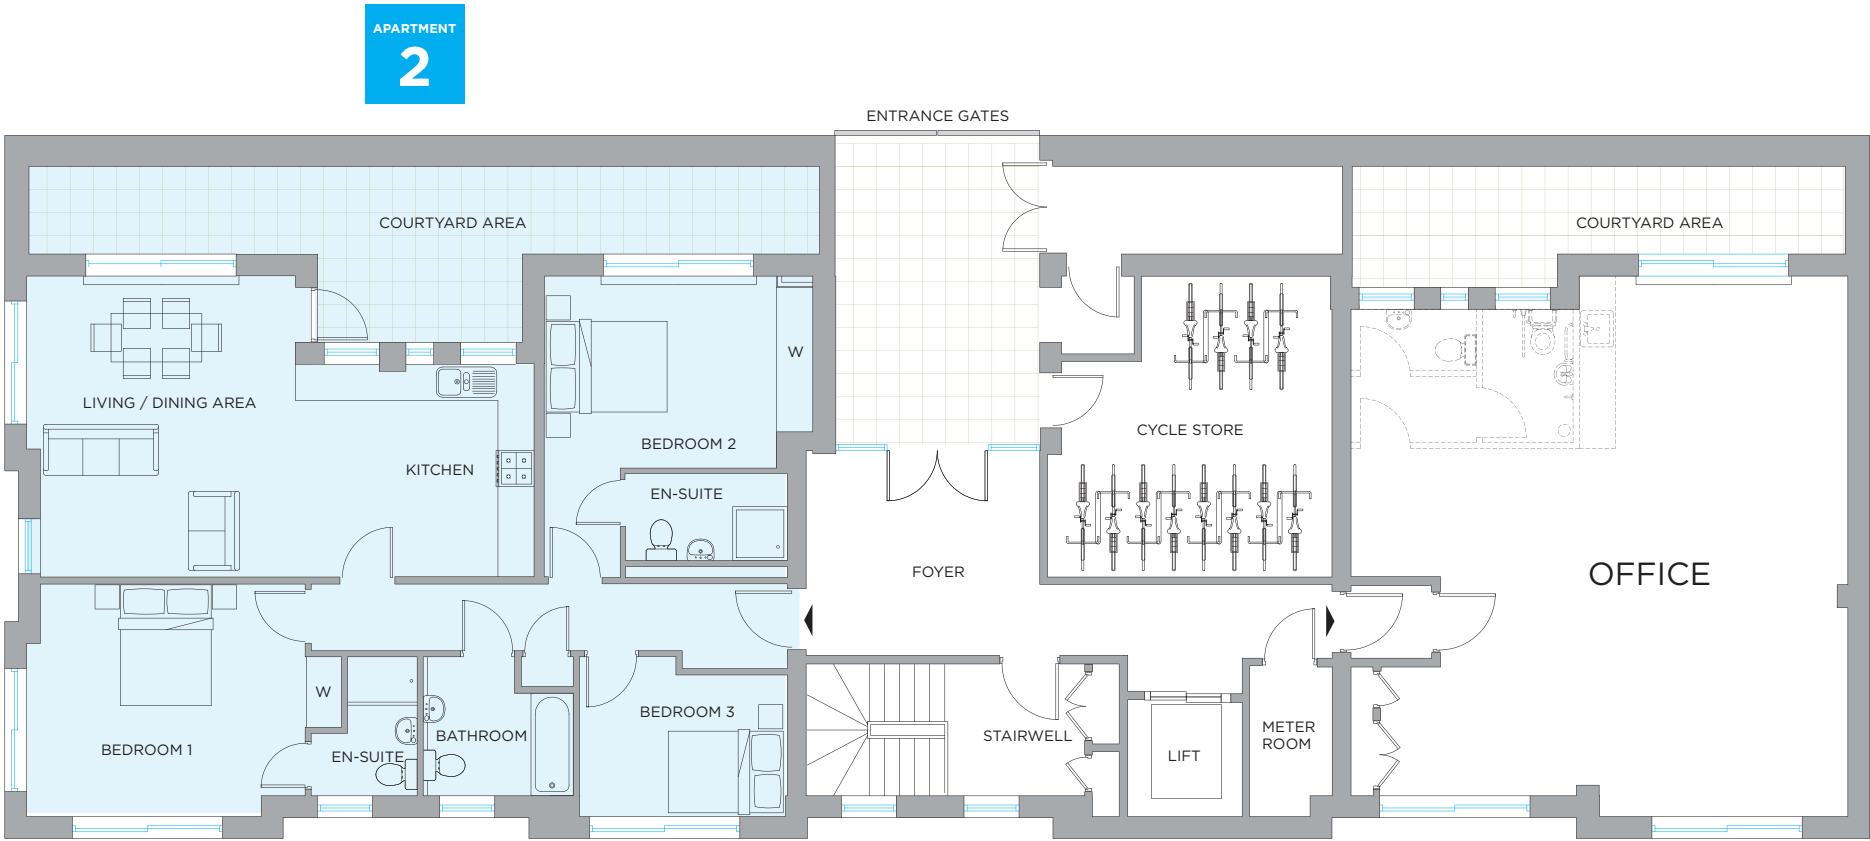 APARTMENT
2
ENTRANCE GATES
COURTYARD AREA
COURTYARD AREA
W
LIVING / DINING AREA
BEDROOM 2
CYCLE STORE
KITCHEN
EN-SUITE
FOYER
OFFICE
W
BEDROOM 3
BEDROOM 1
EN-SUITE
BATHROOM
STAIRWELL
LIFT
METER
ROOM